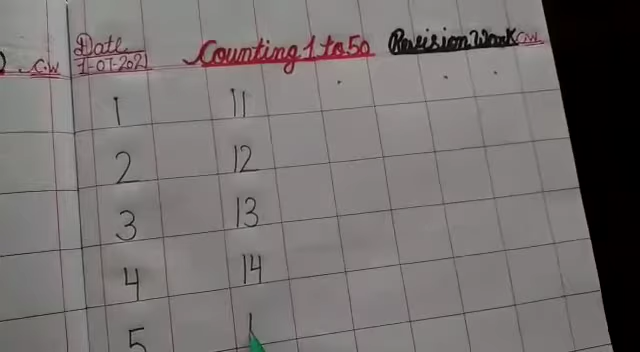 Date
Counting 1 to 50 Revision Work C.W
C.W 1-07-2021
1 11
2 12
3 13
4 14
5 1